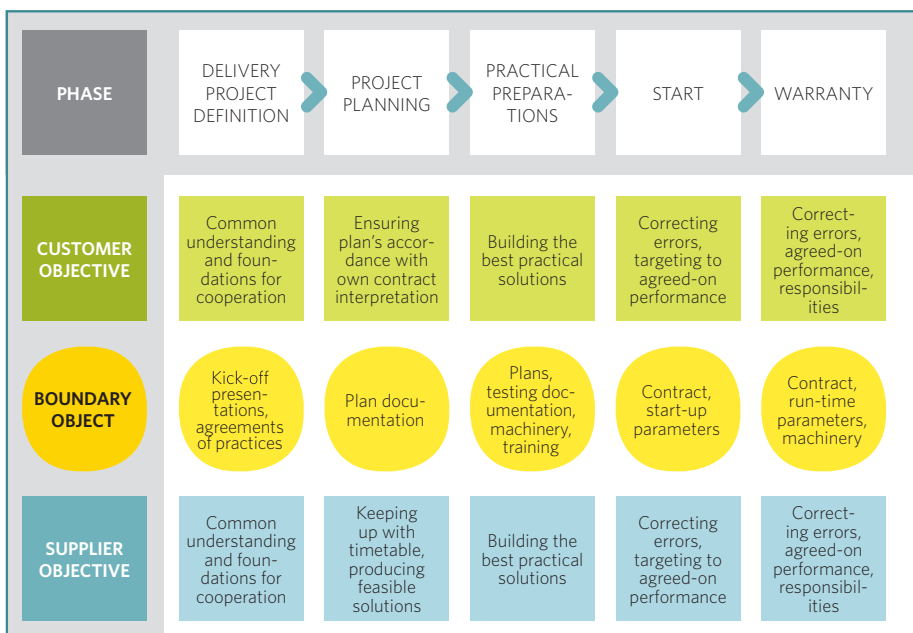 PHASE
DELIVERY
PROJECT
DEFINITION
PROJECT
PLANNING
PRACTICAL
PREPARA-
TIONS
START
WARRANTY
CUSTOMER
OBJECTIVE
Common
understanding
and foun-
dations for
cooperation
Ensuring
plan's accor-
dance with
own contract
interpretation
Building the
best practical
solutions
Correcting
errors,
targeting to
agreed-on
performance
Correct-
ing errors,
agreed-on
performance,
responsibil-
ities
BOUNDARY
OBJECT
Kick-off
presen-
tations,
agreements
of practices
Plan docu-
mentation
Plans,
testing doc-
umentation,
machinery,
training
Contract,
start-up
parameters
Contract,
run-time
parameters,
machinery
SUPPLIER
OBJECTIVE
Common
understanding
and foun-
dations for
cooperation
Keeping
up with
timetable,
producing
feasible
solutions
Building the
best practical
solutions
Correcting
errors,
targeting to
agreed-on
performance
Correct-
ing errors,
agreed-on
performance,
responsibil-
ities